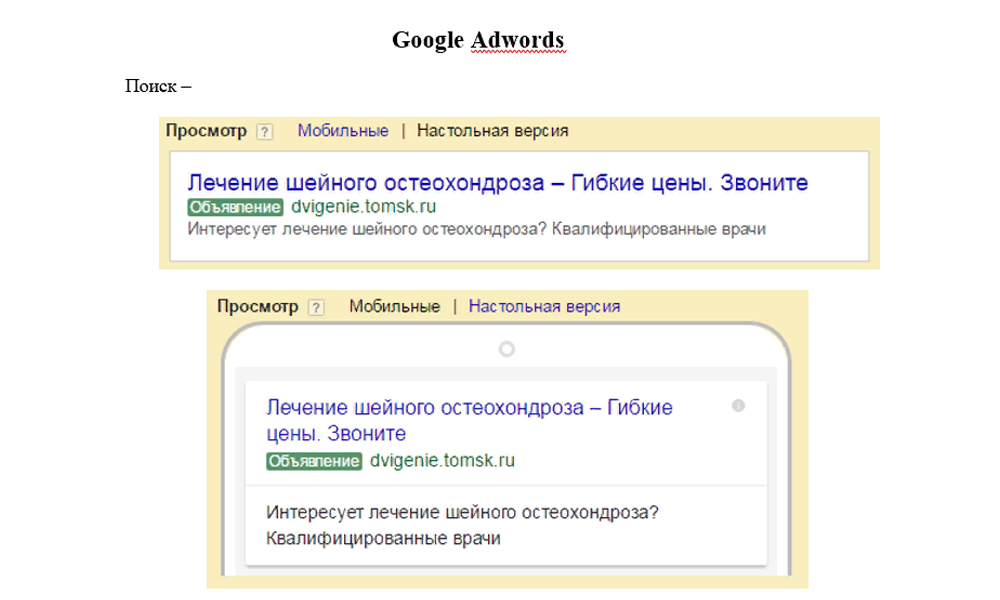 Google Adwords
Поиск –
Просмотр ? Мобильные | Настольная версия
Лечение шейного остеохондроза – Гибкие цены. Звоните
Объявление dvigenie.tomsk.ru
Интересует лечение шейного остеохондроза? Квалифицированные врачи
Просмотр ? Мобильные | Настольная версия
Лечение шейного остеохондроза – Гибкие
цены. Звоните
Объявление dvigenie.tomsk.ru
Интересует лечение шейного остеохондроза?
Квалифицированные врачи